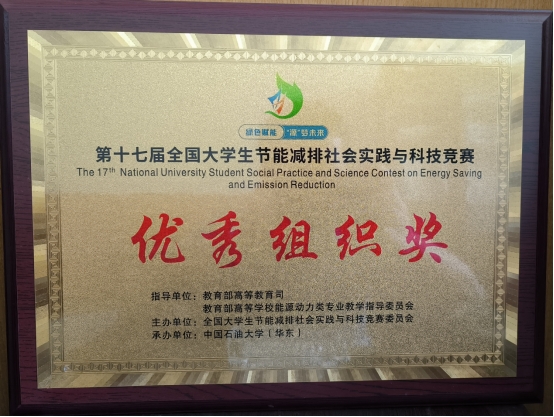 绿色赋能 "源"梦未来
第十七届全国大学生节能减排社会实践与科技竞赛
The 17th National University Student Social Practice and Science Contest on Energy Saving
and Emission Reduction
优秀组织奖
指导单位：教育部高等教育司
教育部高等学校能源动力类专业教学指导委员会
主办单位：全国大学生节能减排社会实践与科技竞赛委员会
承办单位：中国石油大学（华东）